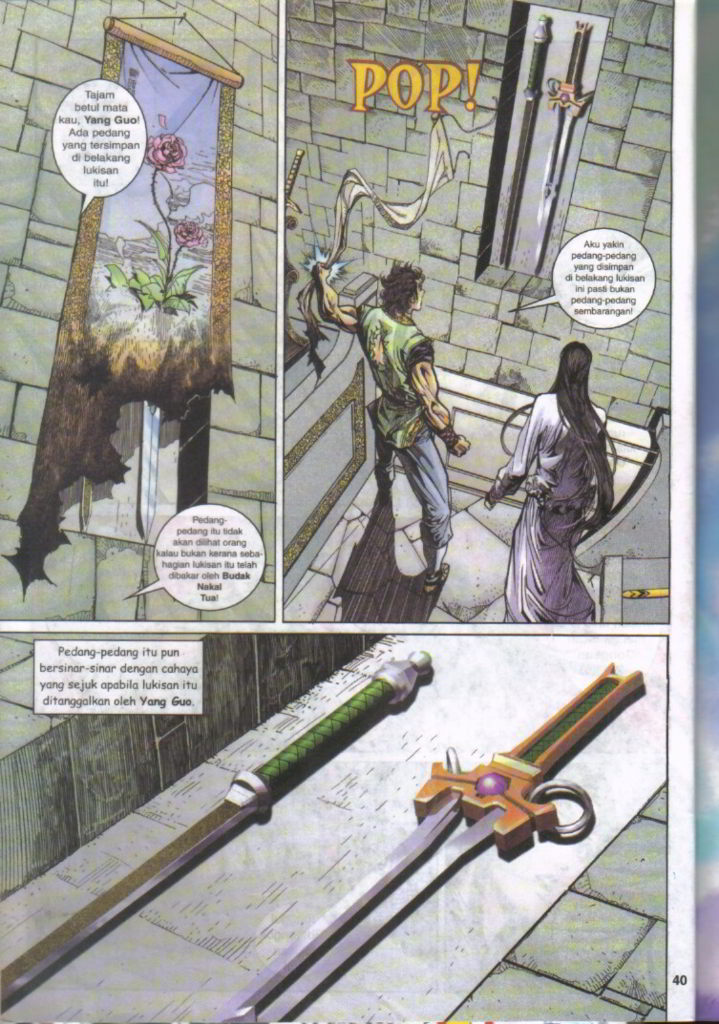 Tajam
betul mata
kau, Yang Guo!
Ada pedang
yang tersimpan
di belakang
lukisan
itu!
Pedang-
pedang itu tidak
akan dilihat orang
kalau bukan kerana seba-
hagian lukisan itu telah
dibakar oleh Budak
Nakal
Tua!
POP!
Aku yakin
pedang-pedang
yang disimpan
di belakang lukisan
ini pasti bukan
pedang-pedang
sembarangan!
Pedang-pedang itu pun
bersinar-sinar dengan cahaya
yang sejuk apabila lukisan itu
ditanggalkan oleh Yang Guo.
40